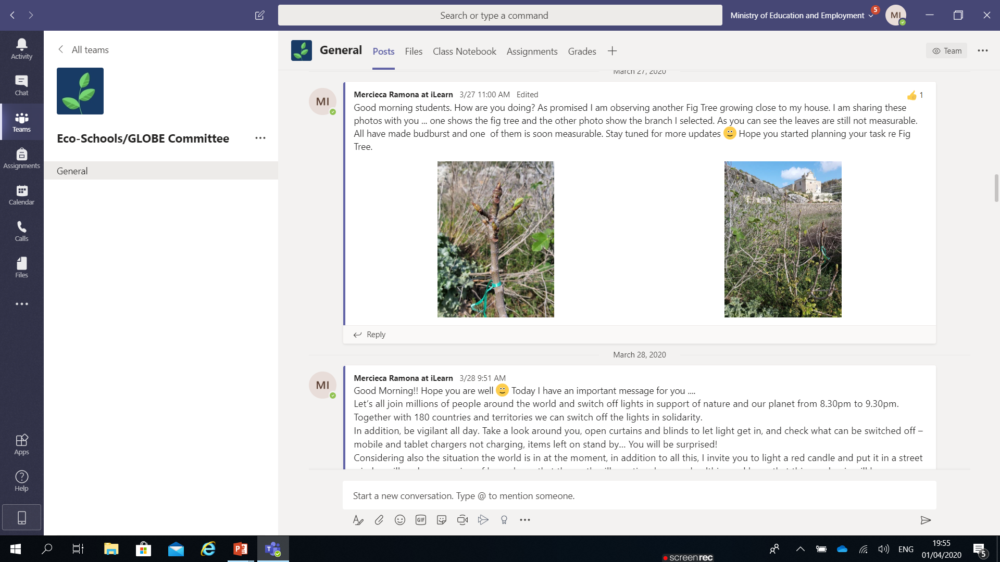 Search or type a command
Ministry of Education and Employment
5
MI
Activity
Chat
Teams
Assignments
Calendar
Calls
Files
Apps
Help
All teams
Eco-Schools/GLOBE Committee
General
General
Posts
Files
Class Notebook
Assignments
Grades
Team
March 27, 2020
MI
Mercieca Ramona at iLearn 3/27 11:00 AM Edited
1
Good morning students. How are you doing? As promised I am observing another Fig Tree growing close to my house. I am sharing these
photos with you ... one shows the fig tree and the other photo show the branch I selected. As you can see the leaves are still not measurable.
All have made budburst and one of them is soon measurable. Stay tuned for more updates Hope you started planning your task re Fig
Tree.
Reply
March 28, 2020
MI
Mercieca Ramona at iLearn 3/28 9:51 AM
Good Morning!! Hope you are well Today I have an important message for you ....
Let's all join millions of people around the world and switch off lights in support of nature and our planet from 8.30pm to 9.30pm.
Together with 180 countries and territories we can switch off the lights in solidarity.
In addition, be vigilant all day. Take a look around you, open curtains and blinds to let light get in, and check what can be switched off –
mobile and tablet chargers not charging, items left on stand by... You will be surprised!
Considering also the situation the world is in at the moment, in addition to all this, I invite you to light a red candle and put it in a street
Start a new conversation. Type @ to mention someone.
GIF
screenrec
ENG
19:55
01/04/2020
5